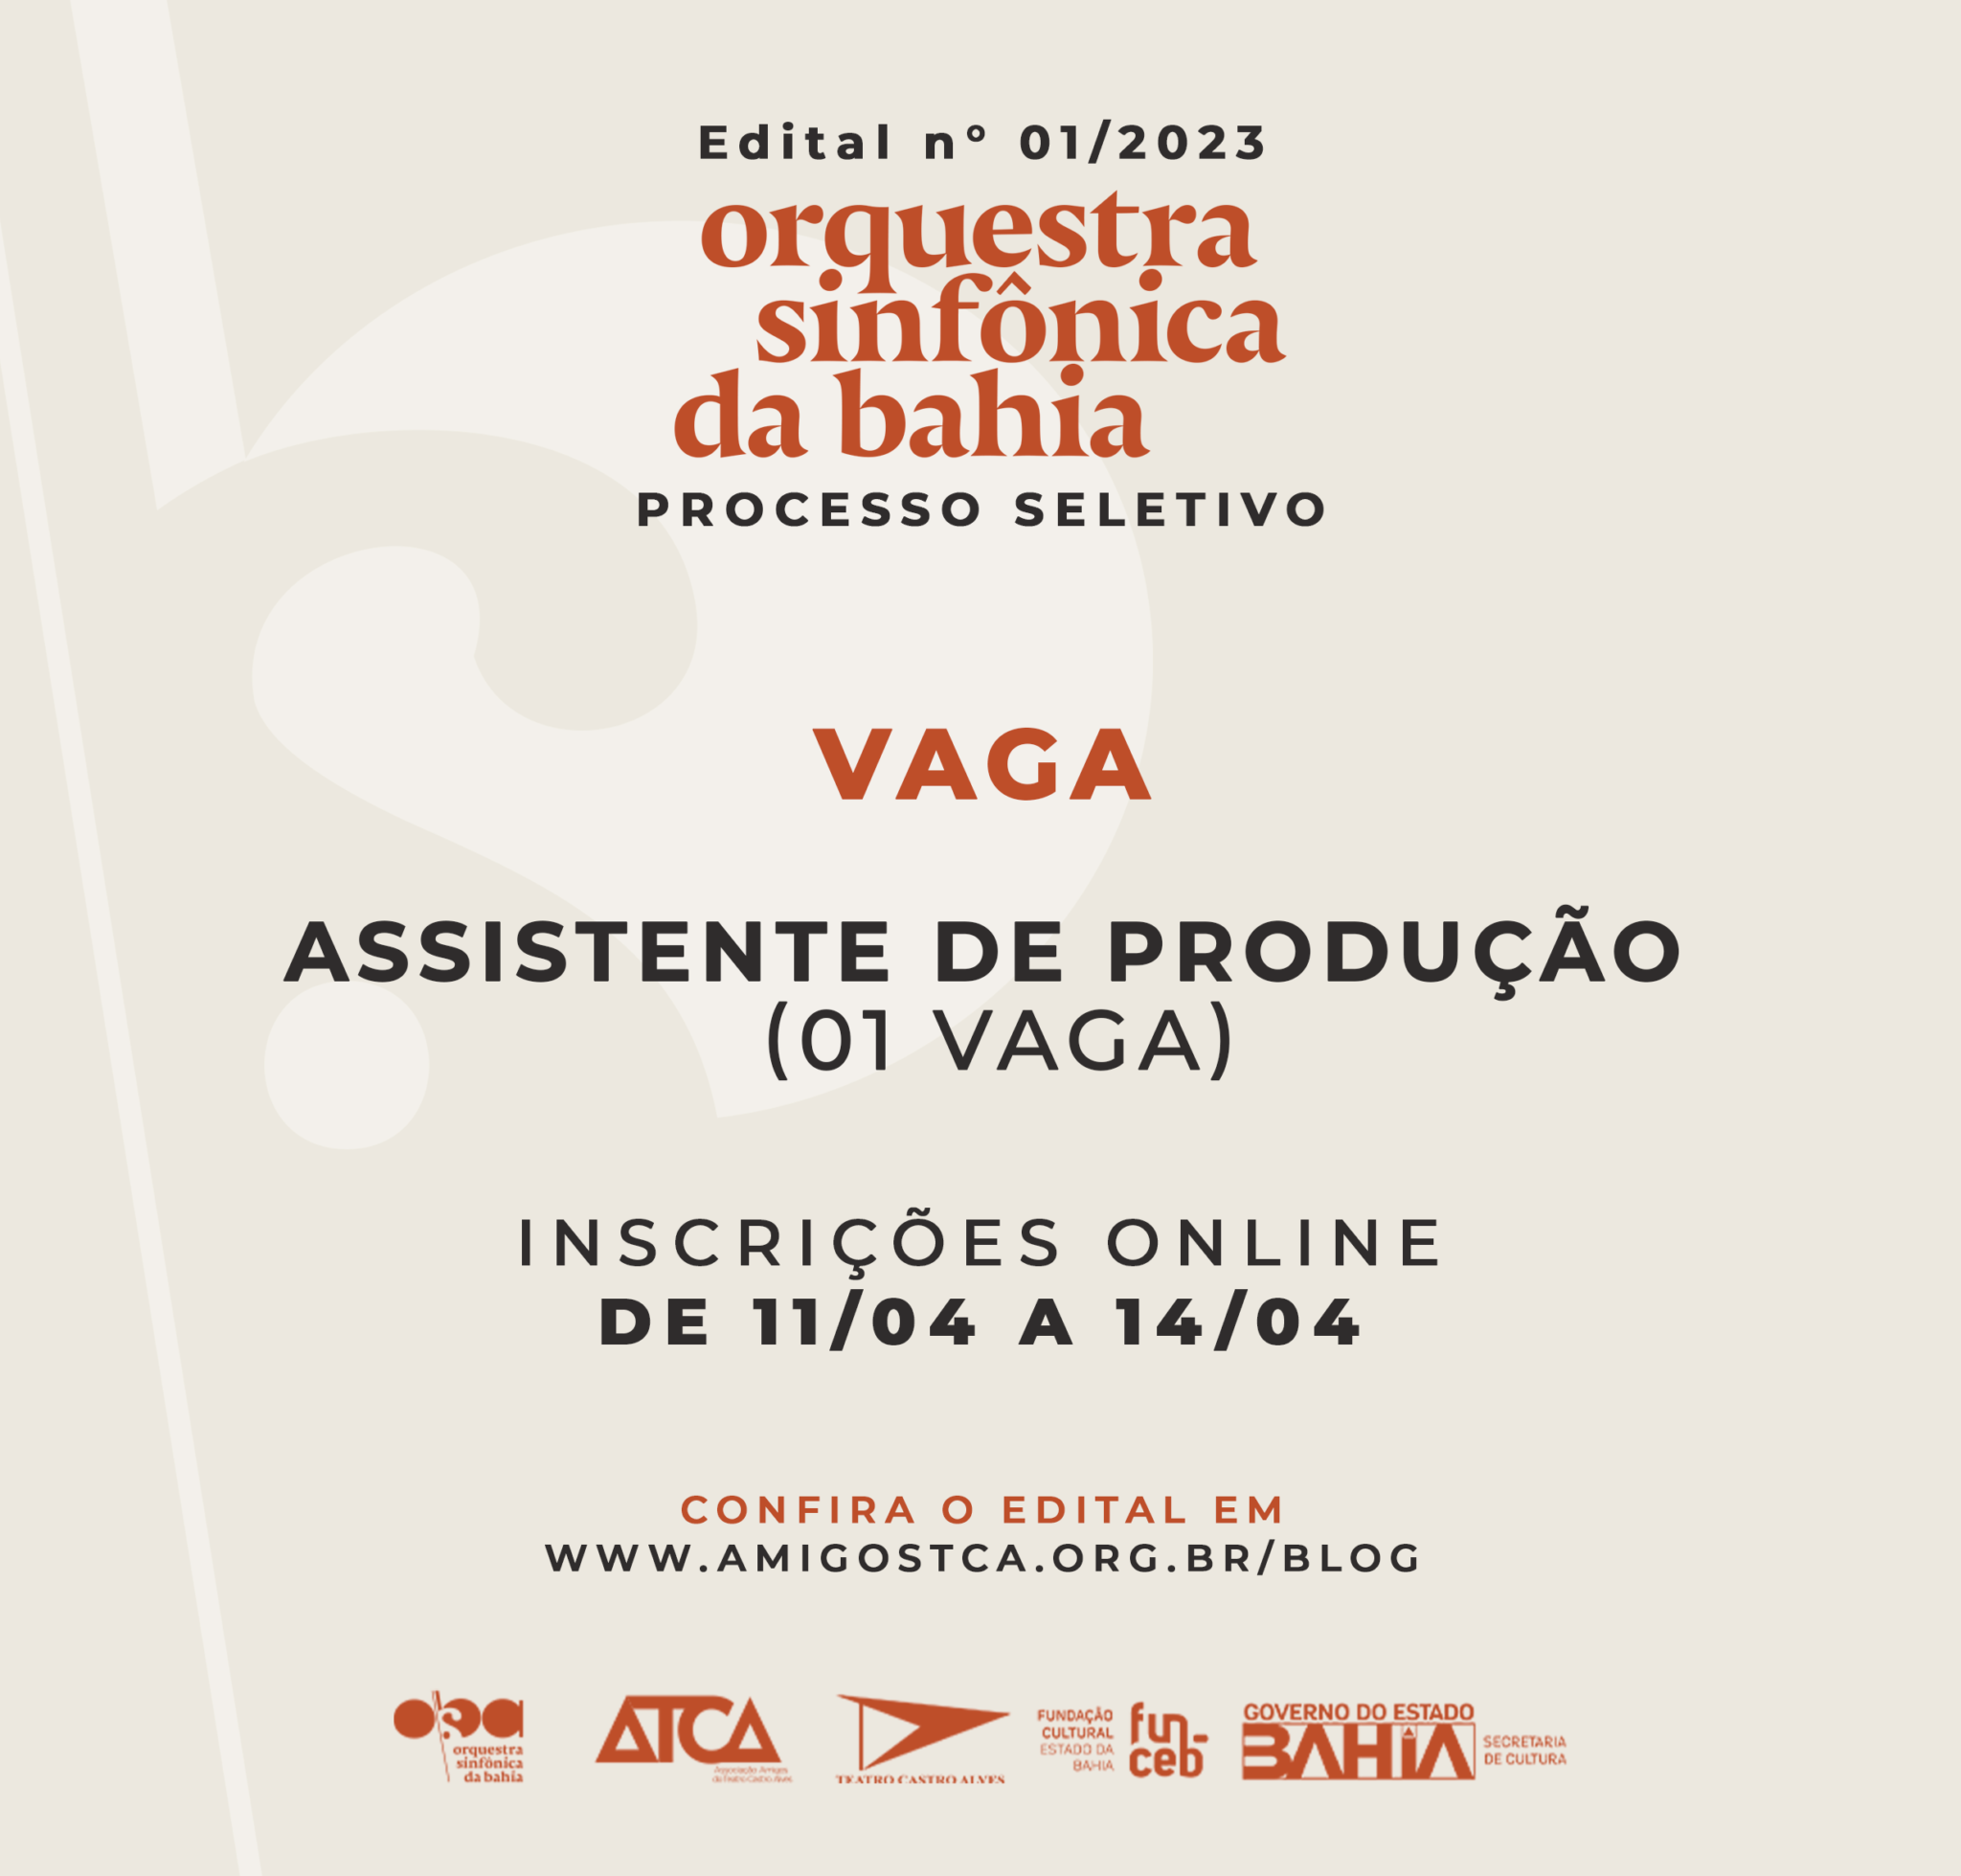 Edital nº 01/2023
orquestra
sinfônica
da bahia
PROCESSO SELETIVO
VAGA
ASSISTENTE DE PRODUÇÃO
(01 VAGA)
INSCRIÇÕES ONLINE
DE 11/04 A 14/04
CONFIRA O EDITAL EM
WWW.AMIGOSTCA.ORG.BR/BLOG
orquestra
sinfônica
da bahia
ATCA
Associação Amigos
do Teatro Castro Alves
TEATRO CASTRO ALVES
FUNDAÇÃO
CULTURAL
ESTADO DA
BAHIA
fun-
ceb
GOVERNO DO ESTADO
BAHIA
SECRETARIA
DE CULTURA